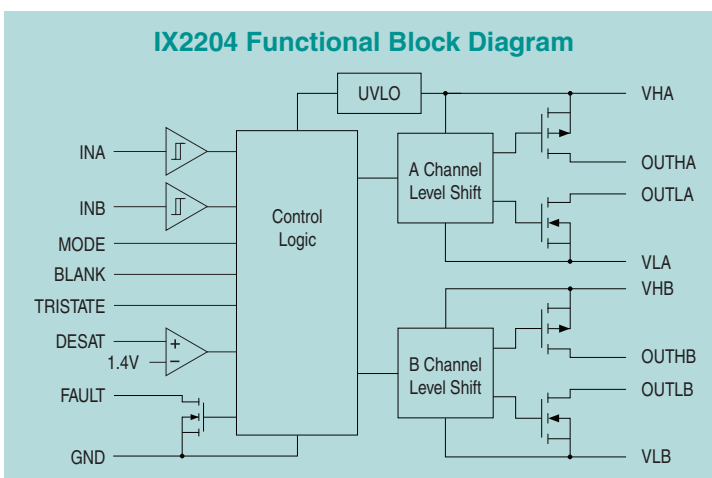 IX2204 Functional Block Diagram
UVLO
VHA
INA
A Channel
Level Shift
OUTHA
OUTLA
INB
Control
Logic
MODE
VLA
BLANK
VHB
TRISTATE
DESAT
+
1.4V
−
B Channel
Level Shift
OUTHB
FAULT
OUTLB
GND
VLB